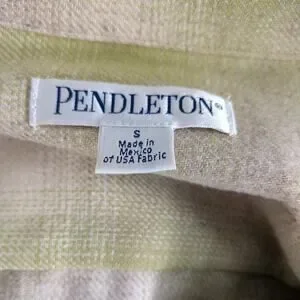 PENDLETON®
S
Made in
Mexico
of USA Fabric